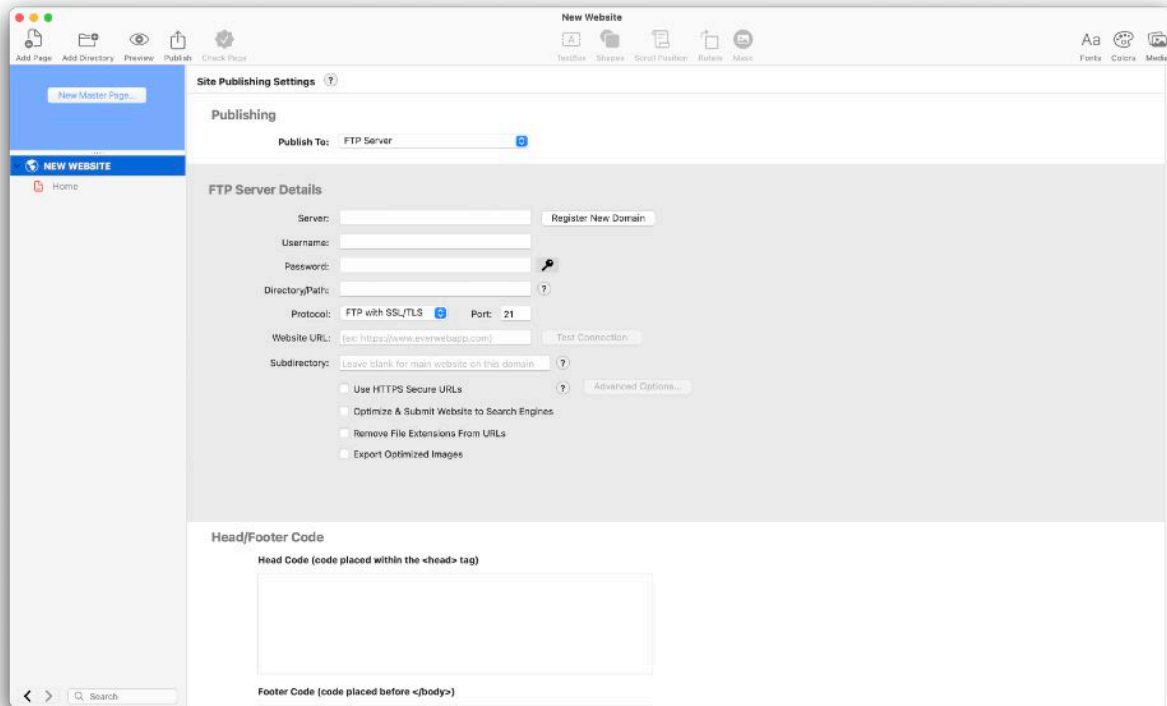 New Website
Add Page Add Directory Preview Publish Check Page TextBox Shapes Scroll Position Rotate Mask Aa Fonts Colors Media
New Master Page...
Site Publishing Settings ?
Publishing
Publish To: FTP Server
NEW WEBSITE
Home
FTP Server Details
Server: Register New Domain
Username:
Password:
Directory/Path: ?
Protocol: FTP with SSL/TLS Port: 21
Website URL: (ex: https://www.everwebapp.com) Test Connection
Subdirectory: Leave blank for main website on this domain ?
Use HTTPS Secure URLs ? Advanced Options...
Optimize & Submit Website to Search Engines
Remove File Extensions From URLs
Export Optimized Images
Head/Footer Code
Head Code (code placed within the <head> tag)
Footer Code (code placed before </body>)
Search